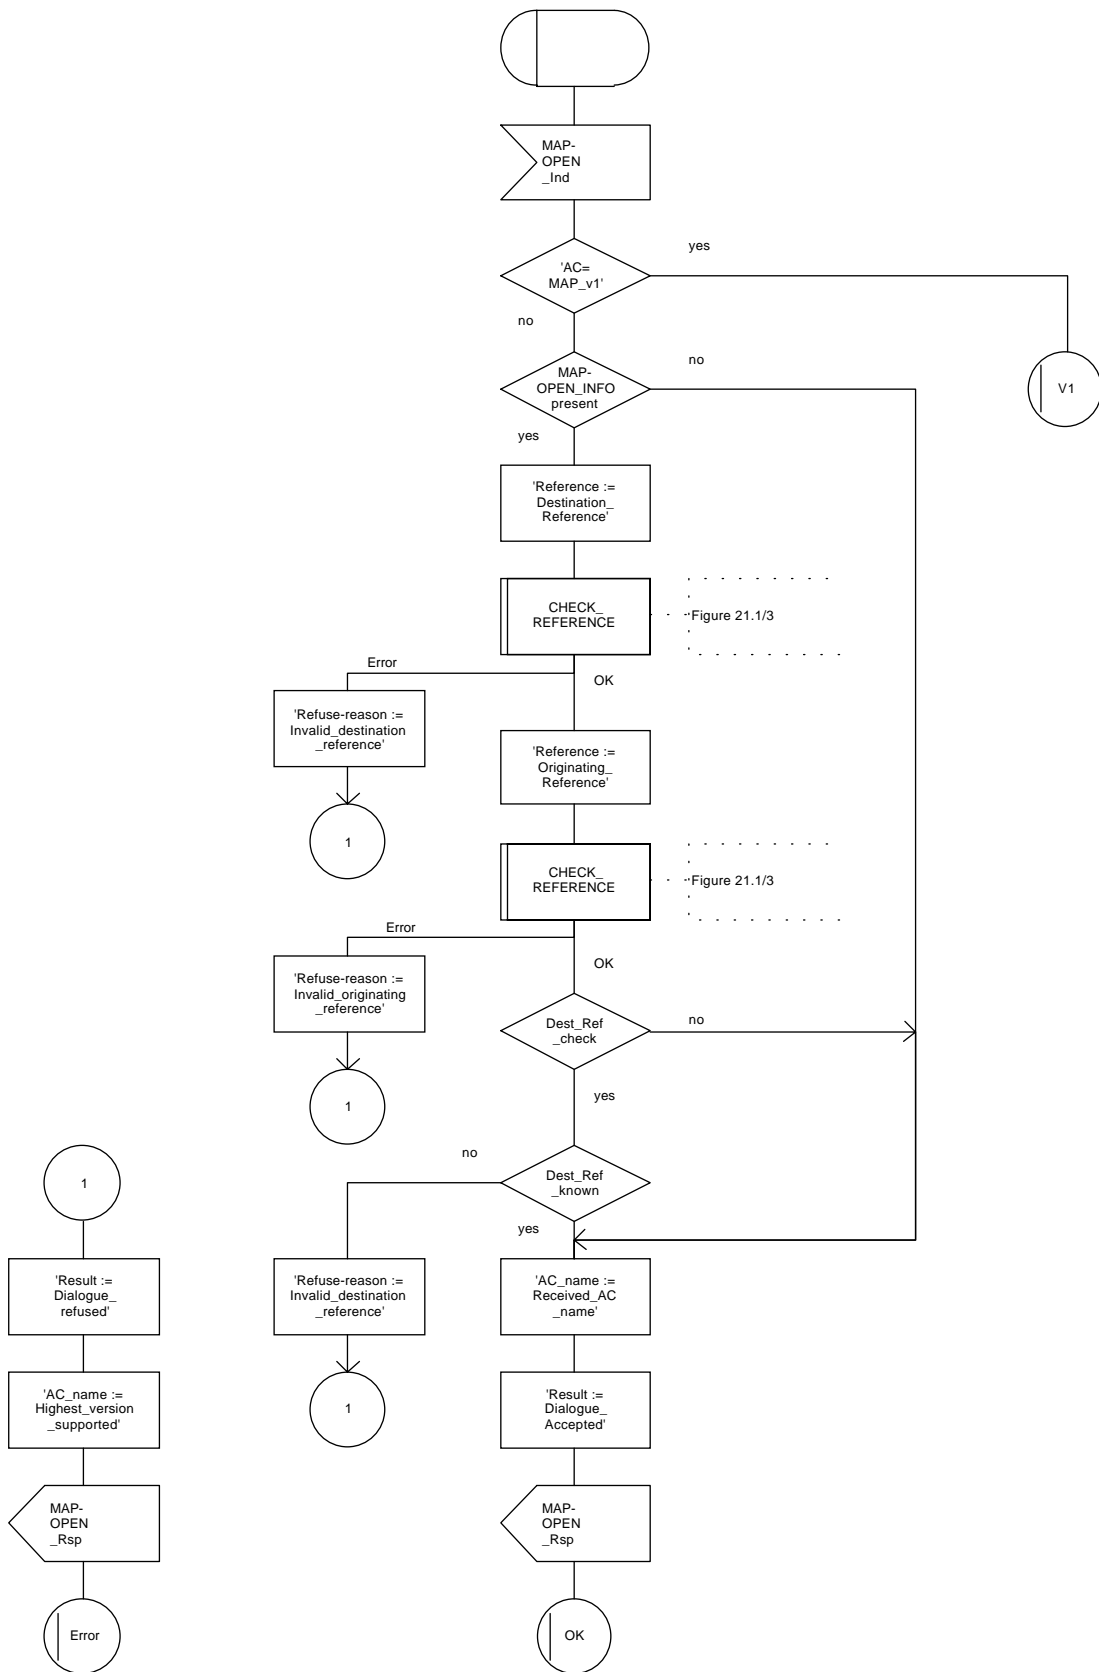 MAP-
OPEN
_Ind
yes
'AC=
MAP_v1'
no
no
MAP-
OPEN_INFO
present
V1
yes
'Reference :=
Destination_
Reference'
CHECK_
REFERENCE
Figure 21.1/3
Error
OK
'Refuse-reason :=
Invalid_destination
_reference'
'Reference :=
Originating_
Reference'
1
CHECK_
REFERENCE
Figure 21.1/3
Error
OK
'Refuse-reason :=
Invalid_originating
_reference'
Dest_Ref
_check
no
yes
1
no
1
Dest_Ref
_known
yes
'Result :=
Dialogue_
refused'
'Refuse-reason :=
Invalid_destination
_reference'
'AC_name :=
Received_AC
_name'
'AC_name :=
Highest_version
_supported'
1
'Result :=
Dialogue_
Accepted'
MAP-
OPEN
_Rsp
MAP-
OPEN
_Rsp
Error
OK